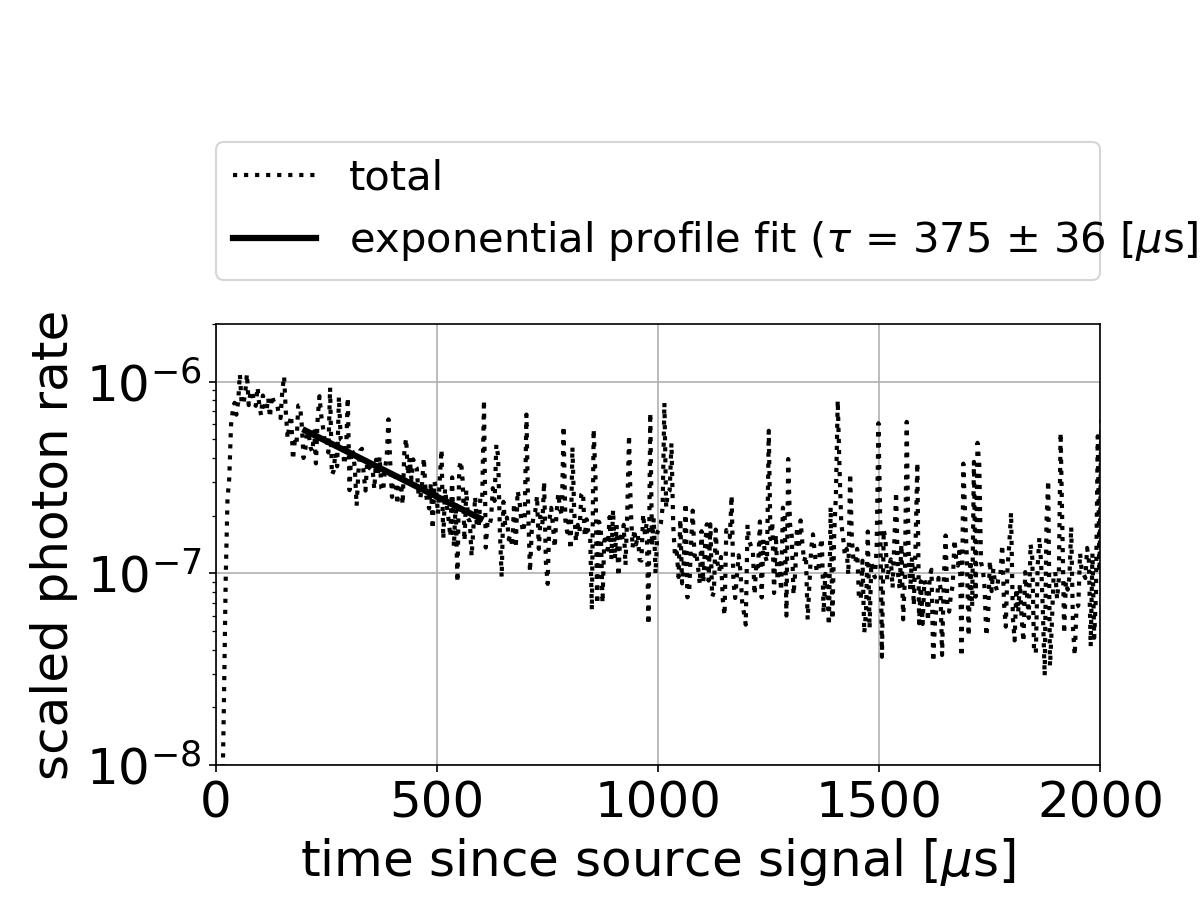 total
exponential profile fit (τ = 375 ± 36 [μs]
scaled photon rate
10⁻⁶
10⁻⁷
10⁻⁸
0 500 1000 1500 2000
time since source signal [μs]